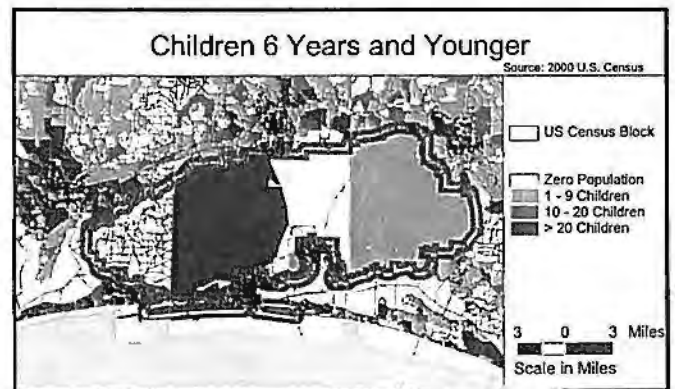 Children 6 Years and Younger
Source: 2000 U.S. Census
US Census Block
Zero Population
1 - 9 Children
10 - 20 Children
> 20 Children
3 0 3 Miles
Scale in Miles